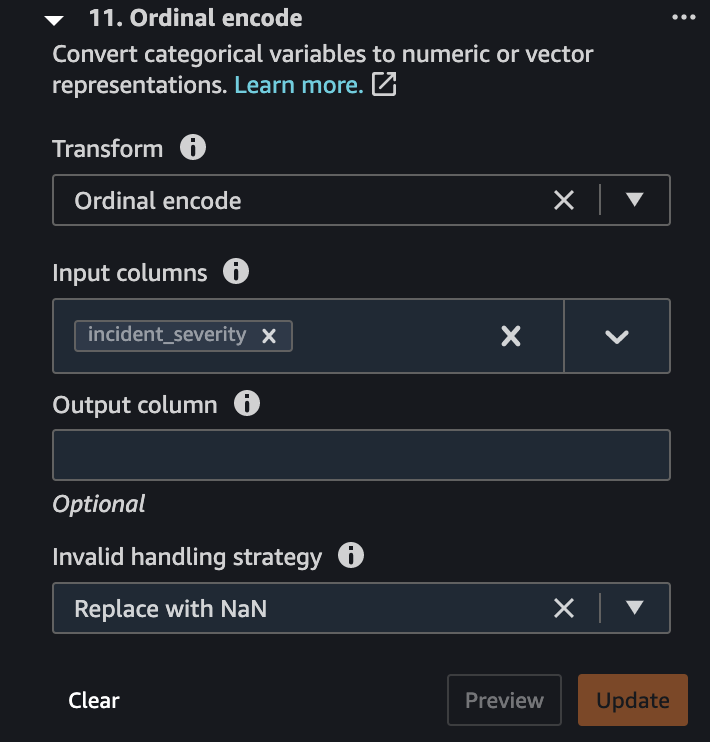 11. Ordinal encode
Convert categorical variables to numeric or vector
representations. Learn more.
Transform
Ordinal encode
Input columns
incident_severity
Output column
Optional
Invalid handling strategy
Replace with NaN
Clear
Preview
Update